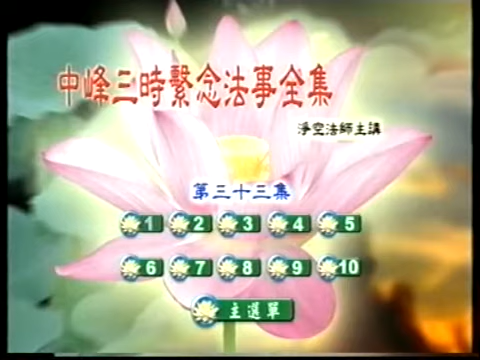 中峰三時繫念法事全集
淨空法師主講
第三十三集
1 2 3 4 5
6 7 8 9 10
主選單